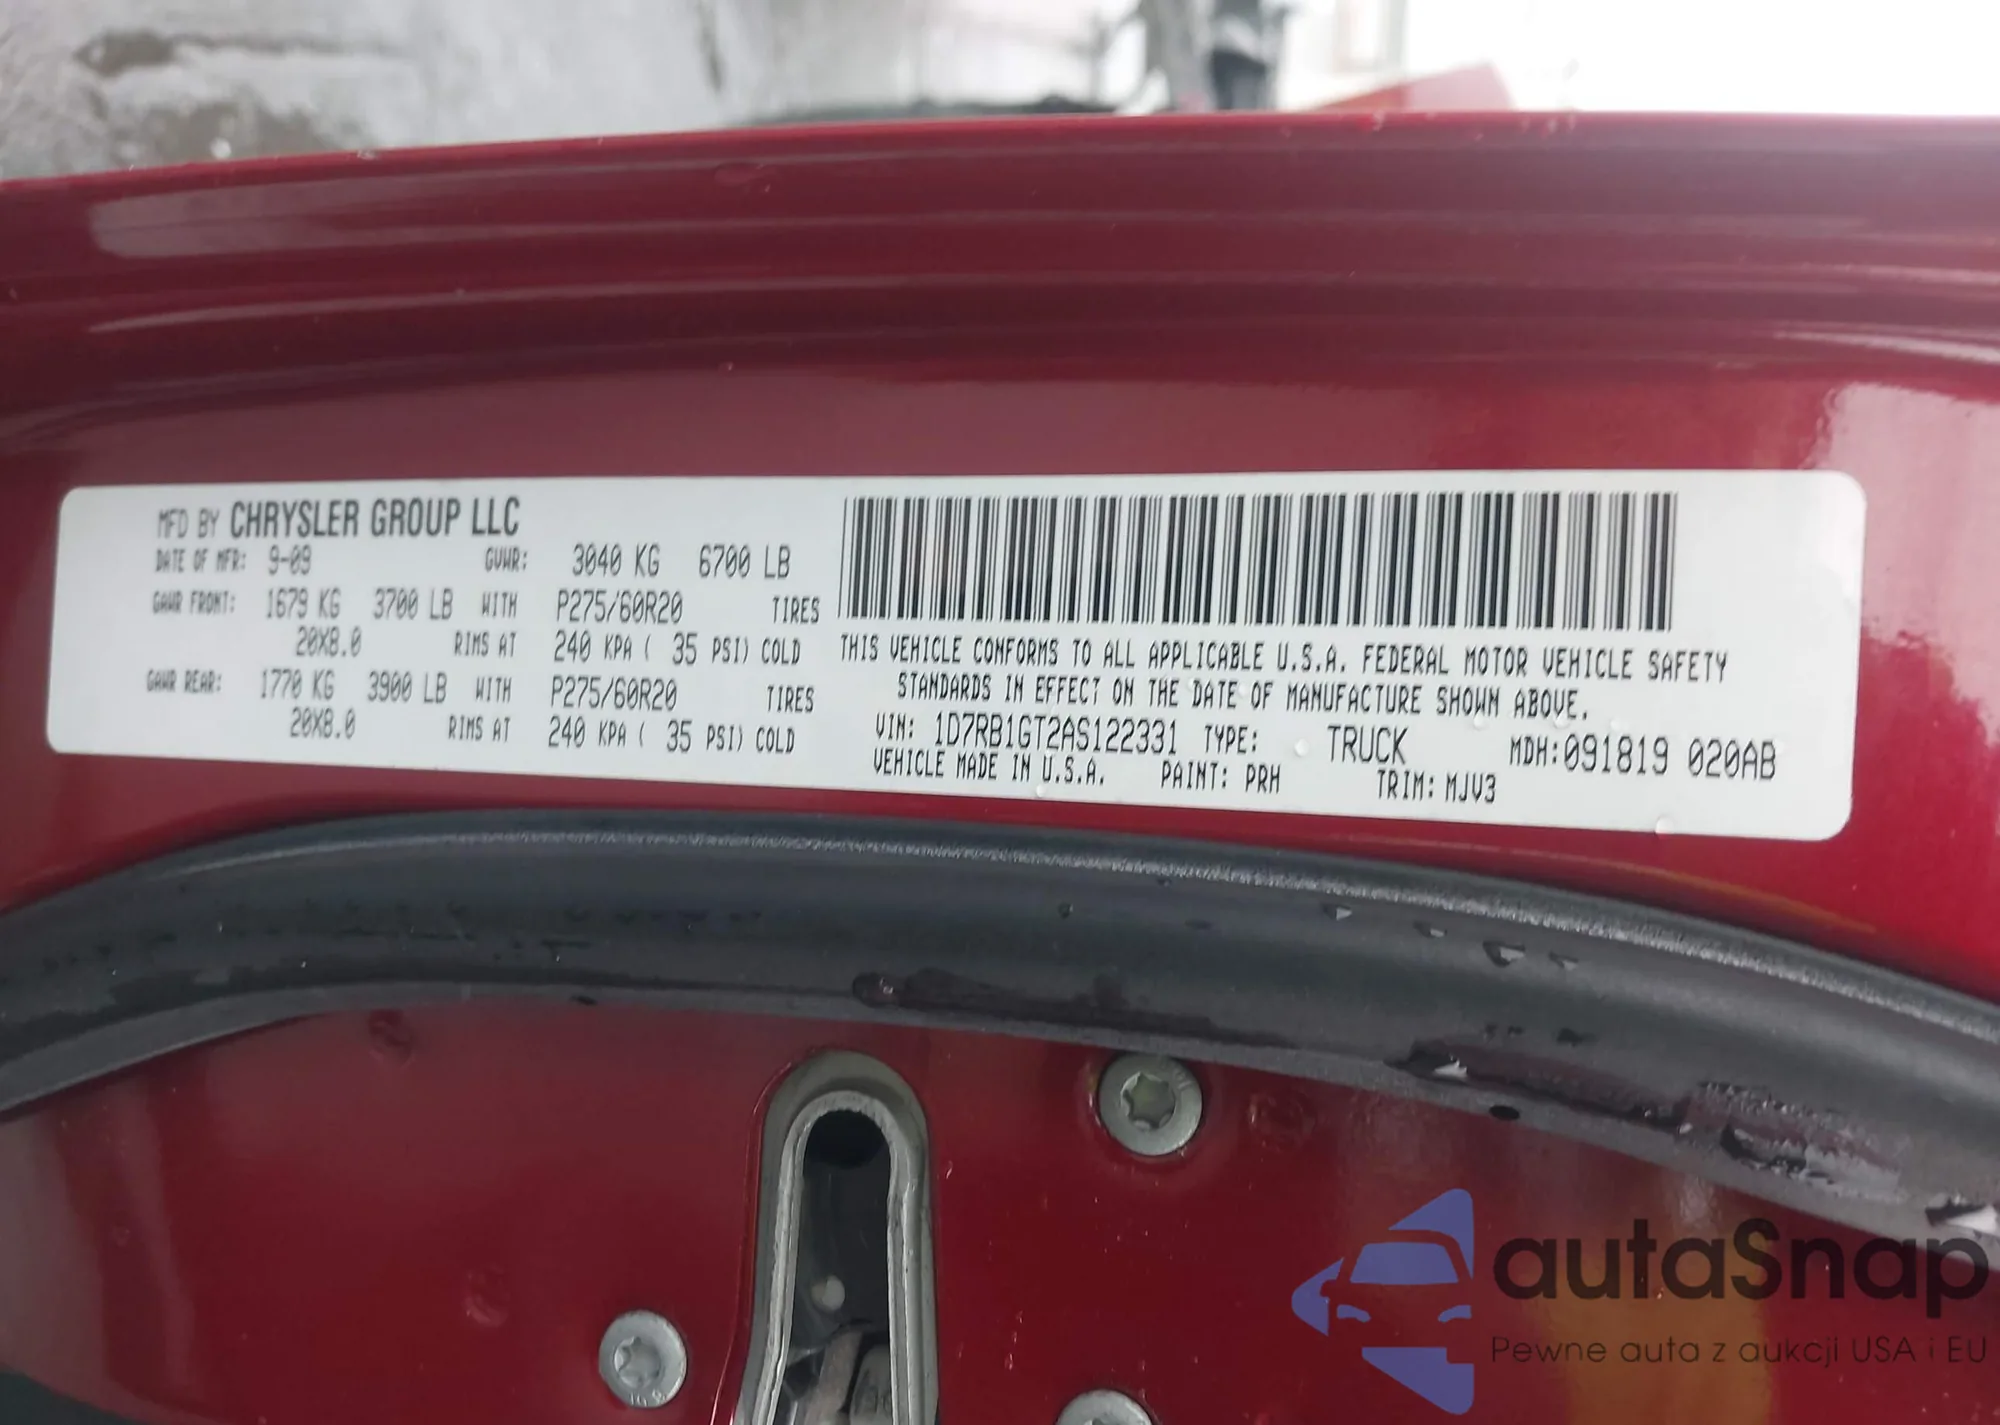 MFD BY CHRYSLER GROUP LLC
DATE OF MFR: 9-09 GVWR: 3040 KG 6700 LB
GAWR FRONT: 1679 KG 3700 LB WITH P275/60R20 TIRES
20X8.0 RIMS AT 240 KPA ( 35 PSI) COLD
GAWR REAR: 1770 KG 3900 LB WITH P275/60R20 TIRES
20X8.0 RIMS AT 240 KPA ( 35 PSI) COLD
THIS VEHICLE CONFORMS TO ALL APPLICABLE U.S.A. FEDERAL MOTOR VEHICLE SAFETY
STANDARDS IN EFFECT ON THE DATE OF MANUFACTURE SHOWN ABOVE.
VIN: 1D7RB1GT2AS122331 TYPE: TRUCK MDH:091819 020AB
VEHICLE MADE IN U.S.A. PAINT: PRH TRIM: MJV3
autaSnap
Pewne auta z aukcji USA i EU